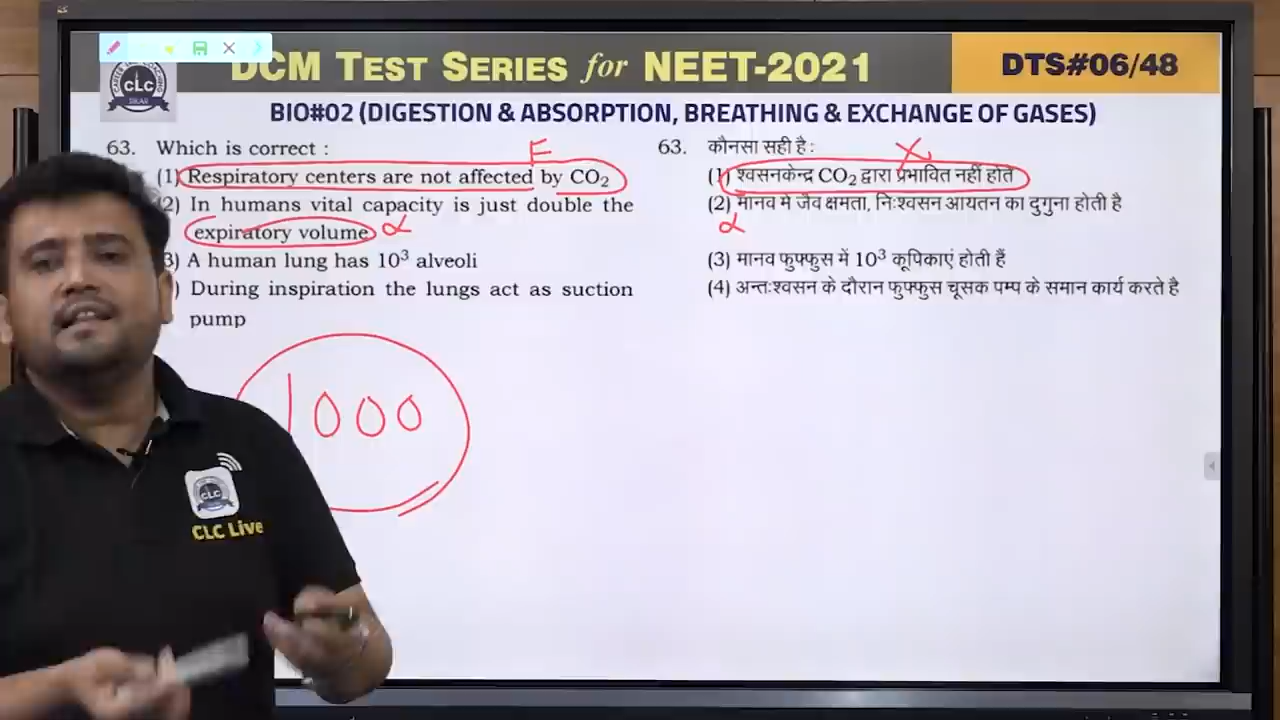 DCM TEST SERIES for NEET-2021
DTS#06/48
CLC
SIKAR
BIO#02 (DIGESTION & ABSORPTION, BREATHING & EXCHANGE OF GASES)
63. Which is correct :
F
(1) Respiratory centers are not affected by CO₂
(2) In humans vital capacity is just double the
expiratory volume
3) A human lung has 10³ alveoli
) During inspiration the lungs act as suction
pump
1000
63. कौनसा सही है :
(1) श्वसनकेन्द्र CO₂ द्वारा प्रभावित नहीं होते
(2) मानव मे जैव क्षमता, निःश्वसन आयतन का दुगुना होती है
(3) मानव फुफ्फुस में 10³ कूपिकाएं होती हैं
(4) अन्तःश्वसन के दौरान फुफ्फुस चूसक पम्प के समान कार्य करते है
CLC
CLC Live